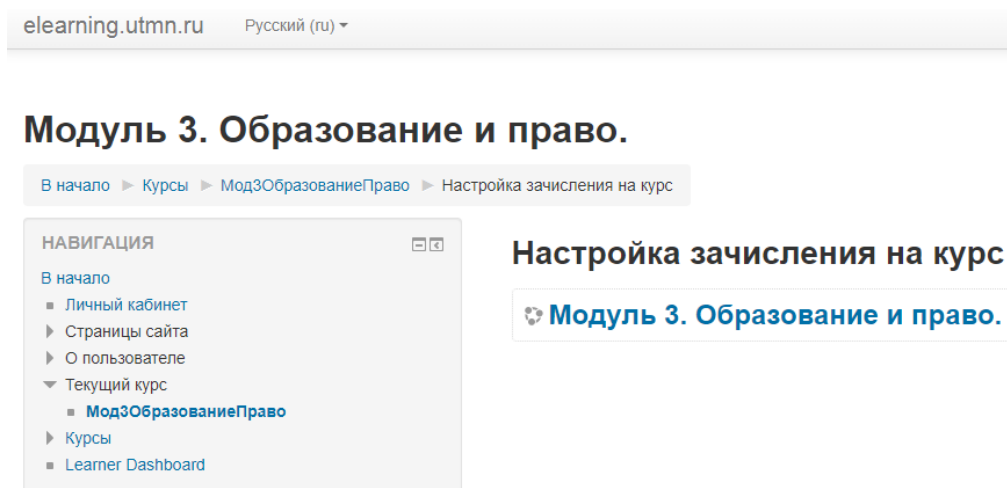 elearning.utmn.ru Русский (ru)
Модуль 3. Образование и право.
В начало Курсы Мод3ОбразованиеПраво Настройка зачисления на курс
НАВИГАЦИЯ
В начало
Личный кабинет
Страницы сайта
О пользователе
Текущий курс
Мод3ОбразованиеПраво
Курсы
Learner Dashboard
Настройка зачисления на курс
Модуль 3. Образование и право.